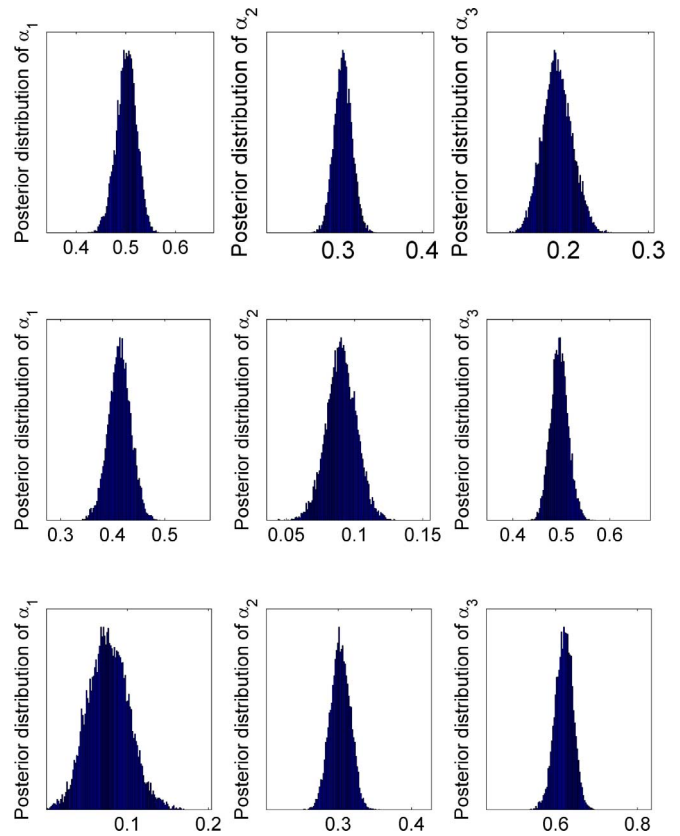 Posterior distribution of α₁
0.4 0.5 0.6
Posterior distribution of α₂
0.3 0.4
Posterior distribution of α₃
0.2 0.3
Posterior distribution of α₁
0.3 0.4 0.5
Posterior distribution of α₂
0.05 0.1 0.15
Posterior distribution of α₃
0.4 0.5 0.6
Posterior distribution of α₁
0.1 0.2
Posterior distribution of α₂
0.3 0.4
Posterior distribution of α₃
0.6 0.8